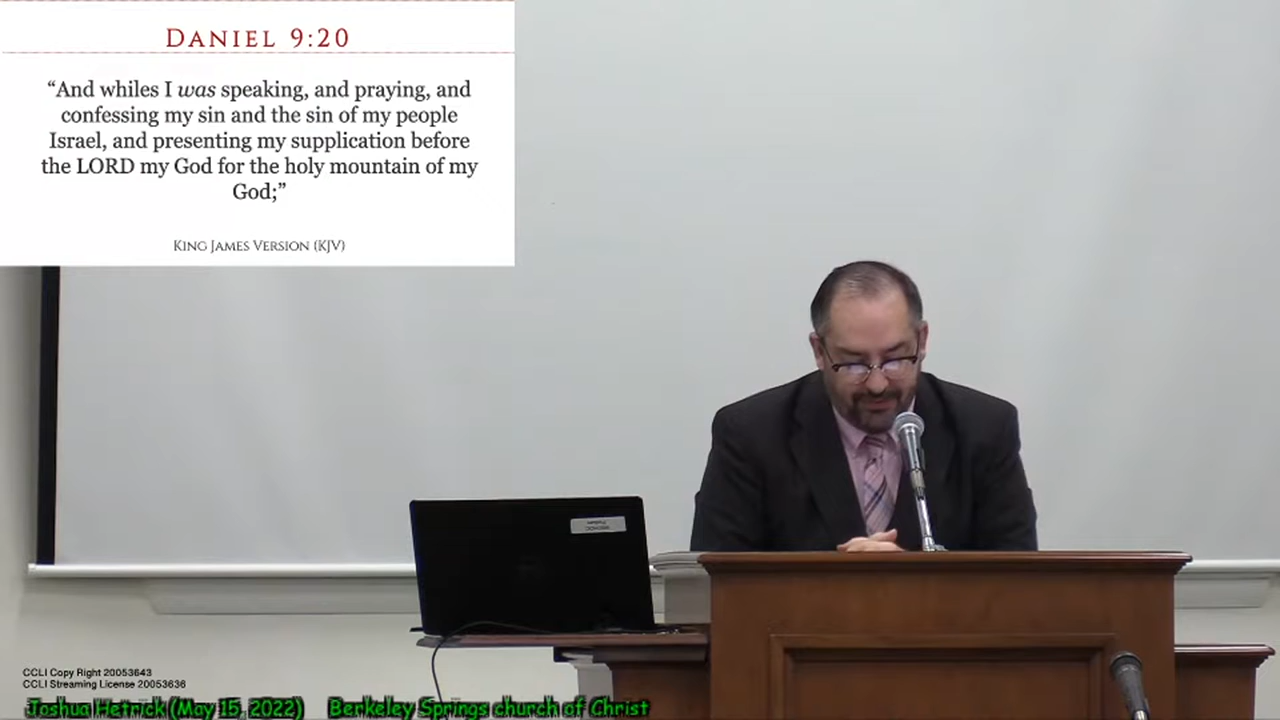 DANIEL 9:20
“And whiles I was speaking, and praying, and
confessing my sin and the sin of my people
Israel, and presenting my supplication before
the LORD my God for the holy mountain of my
God;”
KING JAMES VERSION (KJV)
CCLI Copy Right 20053643
CCLI Streaming License 20053636
Joshua Hetrick (May 15, 2022) Berkeley Springs church of Christ